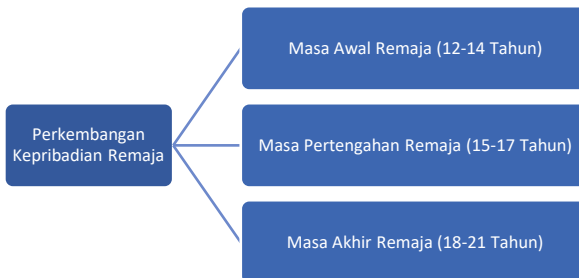 Masa Awal Remaja (12-14 Tahun)
Perkembangan
Kepribadian Remaja
Masa Pertengahan Remaja (15-17 Tahun)
Masa Akhir Remaja (18-21 Tahun)